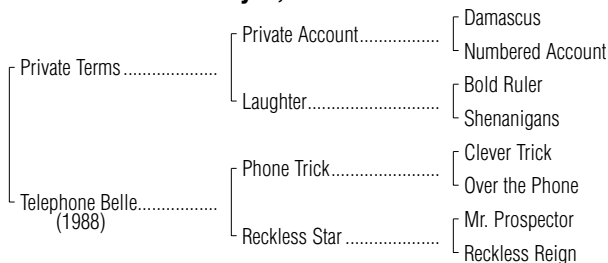 Damascus
Private Account..................
Numbered Account
Private Terms....................
Bold Ruler
Laughter............................
Shenanigans
Clever Trick
Phone Trick.......................
Over the Phone
Telephone Belle.................
(1988)
Mr. Prospector
Reckless Star....................
Reckless Reign